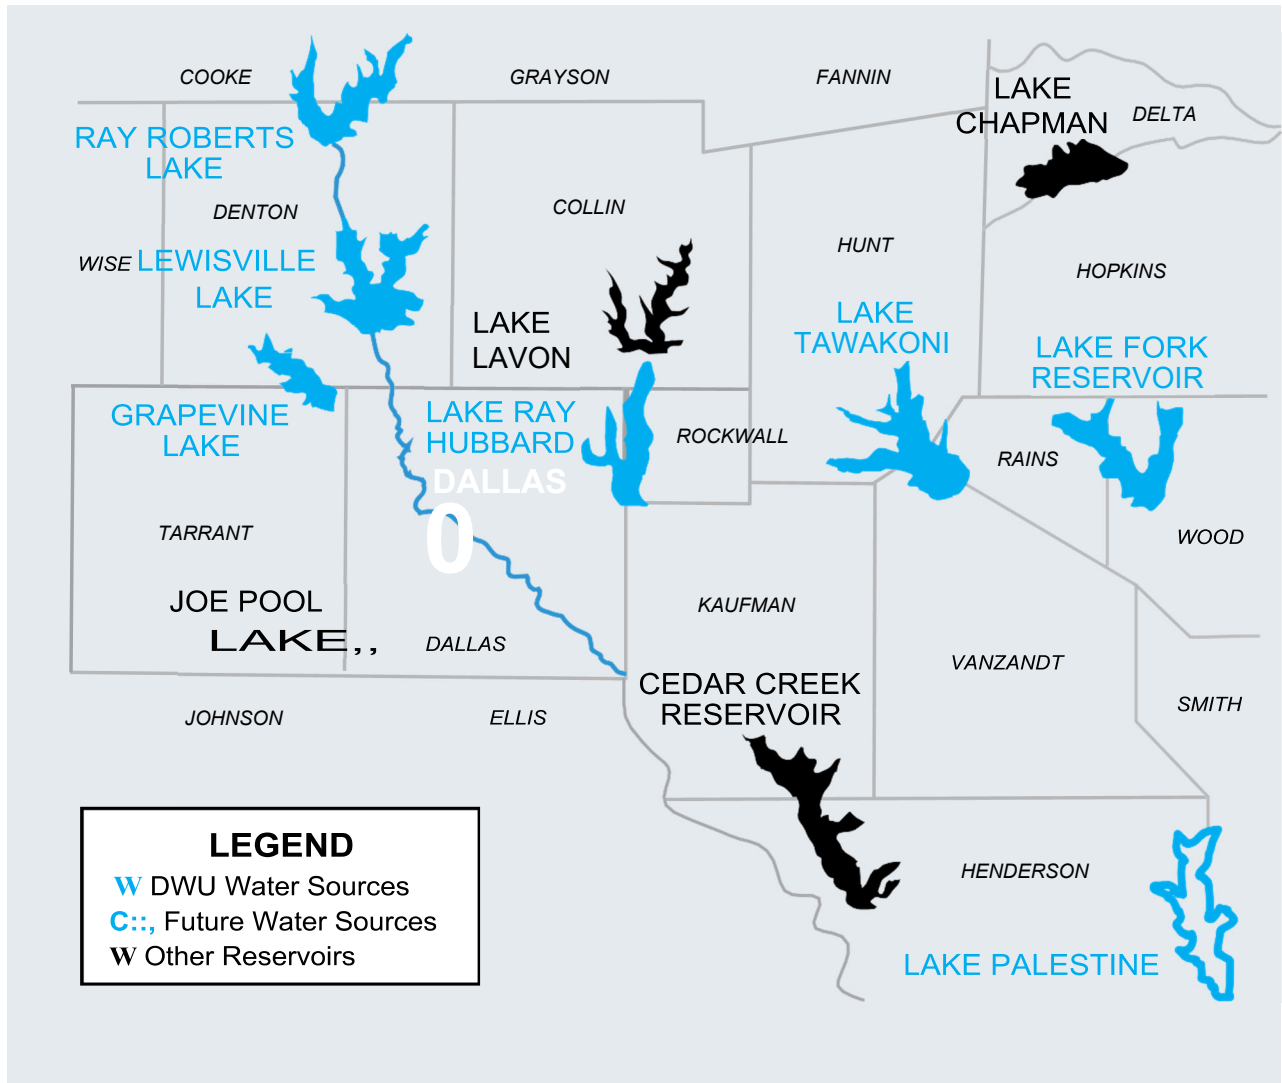 COOKE
GRAYSON
FANNIN
LAKE
CHAPMAN
DELTA
RAY ROBERTS
LAKE
DENTON
COLLIN
HUNT
HOPKINS
WISE
LEWISVILLE
LAKE
LAKE
LAVON
LAKE
TAWAKONI
LAKE FORK
RESERVOIR
GRAPEVINE
LAKE
LAKE RAY
HUBBARD
ROCKWALL
RAINS
DALLAS
0
TARRANT
WOOD
JOE POOL
LAKE,,
DALLAS
KAUFMAN
VANZANDT
CEDAR CREEK
RESERVOIR
SMITH
JOHNSON
ELLIS
HENDERSON
LAKE PALESTINE
LEGEND
W DWU Water Sources
C::, Future Water Sources
W Other Reservoirs